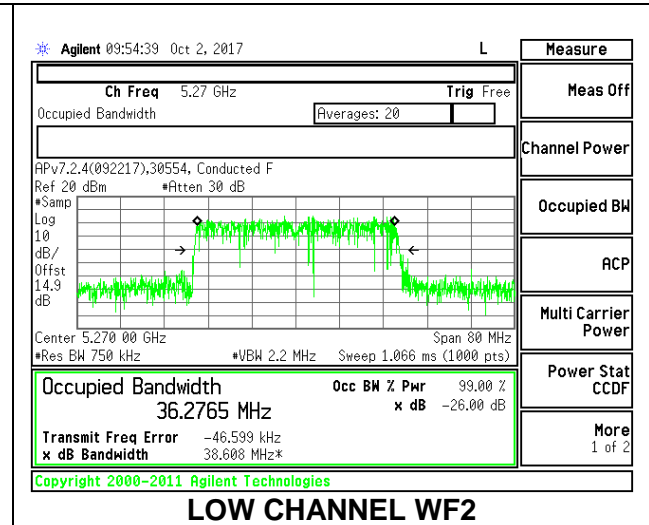 Agilent 09:54:39 Oct 2, 2017 L
Measure
Ch Freq 5.27 GHz Trig Free
Meas Off
Occupied Bandwidth Averages: 20
Channel Power
APv7.2.4(092217),30554, Conducted F
Ref 20 dBm #Atten 30 dB
#Samp
Occupied BW
Log
10
dB/
ACP
Offst
14.9
dB
Multi Carrier
Power
Center 5.270 00 GHz Span 80 MHz
#Res BW 750 kHz #VBW 2.2 MHz Sweep 1.066 ms (1000 pts)
Power Stat
CCDF
Occupied Bandwidth Occ BW % Pwr 99.00 %
36.2765 MHz x dB -26.00 dB
Transmit Freq Error -46.599 kHz
x dB Bandwidth 38.608 MHz*
More
1 of 2
Copyright 2000-2011 Agilent Technologies
LOW CHANNEL WF2